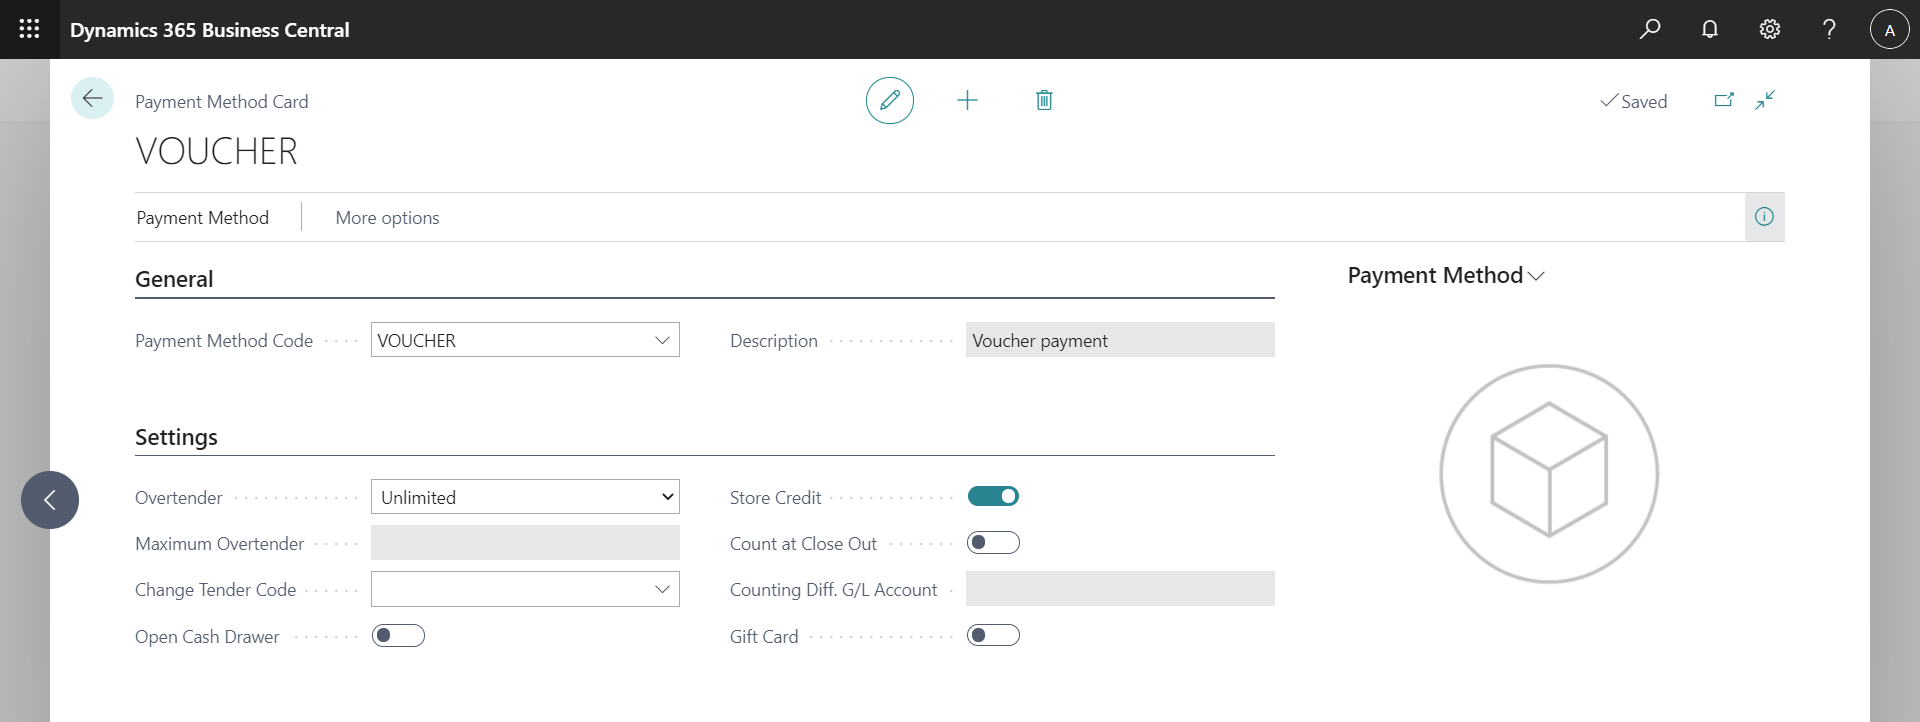 Dynamics 365 Business Central
A
Payment Method Card
Saved
VOUCHER
Payment Method
More options
General
Payment Method
Payment Method Code
VOUCHER
Description
Voucher payment
Settings
Overtender
Unlimited
Store Credit
Maximum Overtender
Count at Close Out
Change Tender Code
Counting Diff. G/L Account
Open Cash Drawer
Gift Card